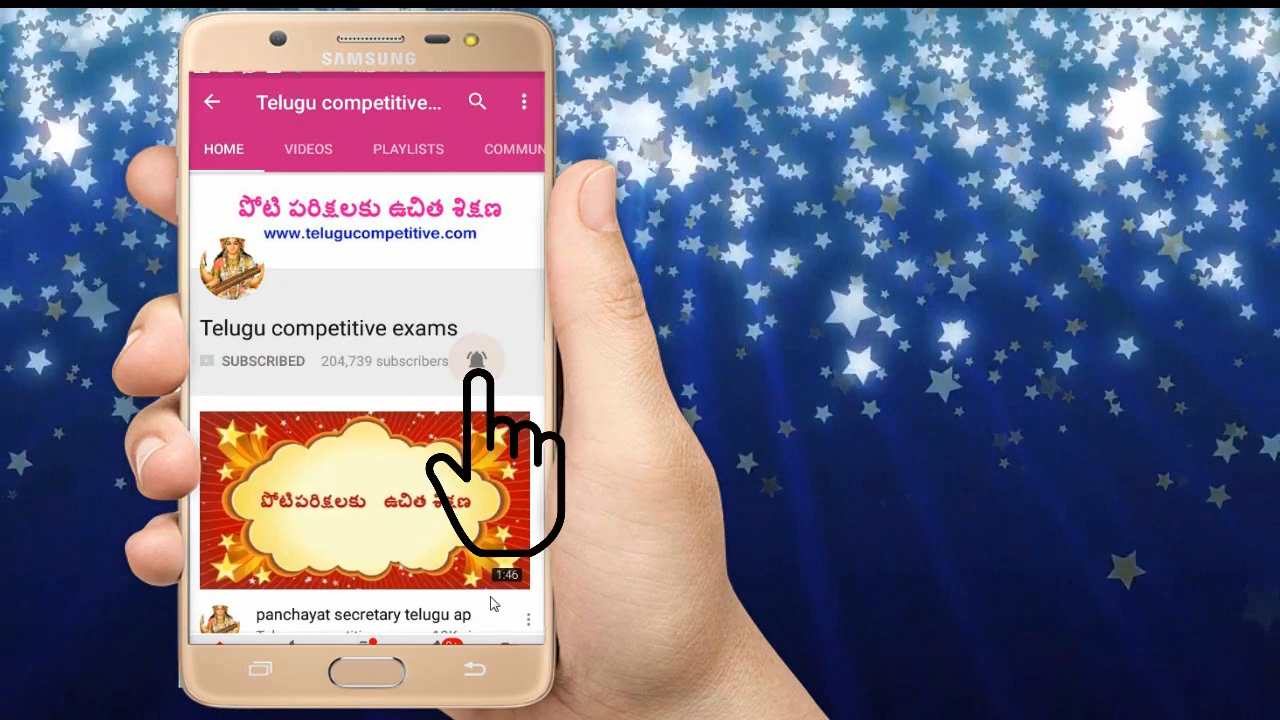 SAMSUNG
Telugu competitive...
HOME VIDEOS PLAYLISTS COMMUN
పోటి పరిక్షలకు ఉచిత శిక్షణ
www.telugucompetitive.com
Telugu competitive exams
SUBSCRIBED 204,739 subscribers
పోటిపరిక్షలకు ఉచిత శిక్షణ
1:46
panchayat secretary telugu ap